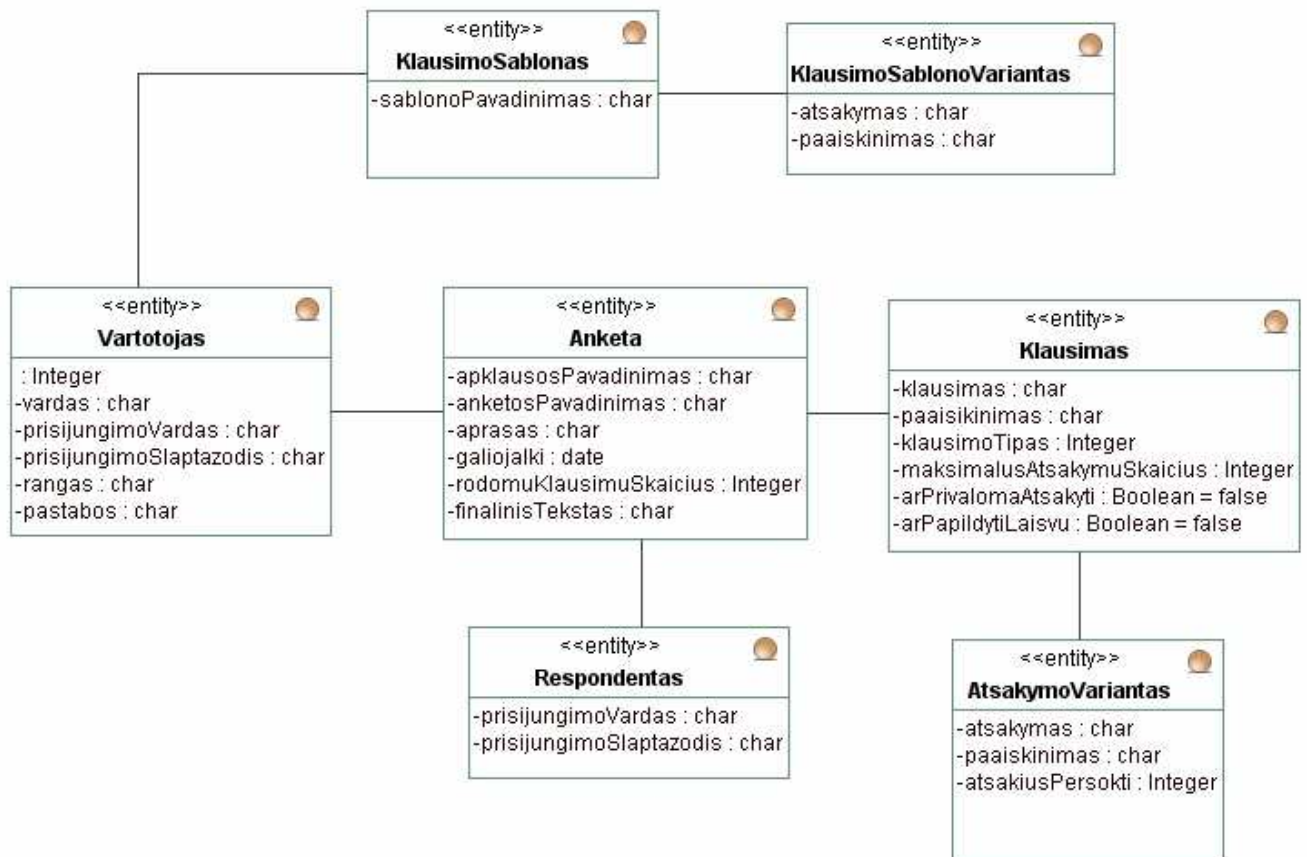 <<entity>>
KlausimoSablonas
-sablonoPavadinimas : char
<<entity>>
KlausimoSablonoVariantas
-atsakymas : char
-paaiskinimas : char
<<entity>>
Vartotojas
: Integer
-vardas : char
-prisijungimoVardas : char
-prisijungimoSlaptazodis : char
-rangas : char
-pastabos : char
<<entity>>
Anketa
-apklausosPavadinimas : char
-anketosPavadinimas : char
-aprasas : char
-galiojaIki : date
-rodomuKlausimuSkaicius : Integer
-finalinisTekstas : char
<<entity>>
Klausimas
-klausimas : char
-paaisikinimas : char
-klausimoTipas : Integer
-maksimalusAtsakymuSkaicius : Integer
-arPrivalomaAtsakyti : Boolean = false
-arPapildytiLaisvu : Boolean = false
<<entity>>
Respondentas
-prisijungimoVardas : char
-prisijungimoSlaptazodis : char
<<entity>>
AtsakymoVariantas
-atsakymas : char
-paaiskinimas : char
-atsakiusPersokti : Integer